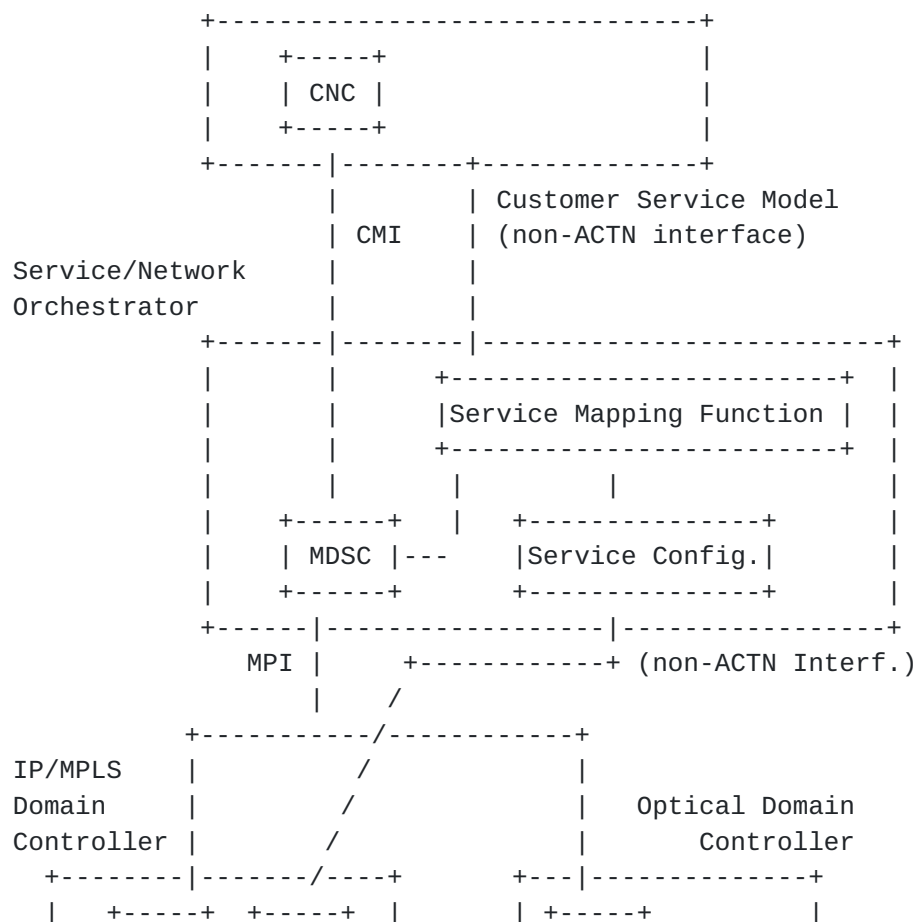 CNC
Customer Service Model
CMI (non-ACTN interface)
Service/Network
Orchestrator
Service Mapping Function
MDSC Service Config.
MPI (non-ACTN Interf.)
IP/MPLS
Domain Optical Domain
Controller Controller